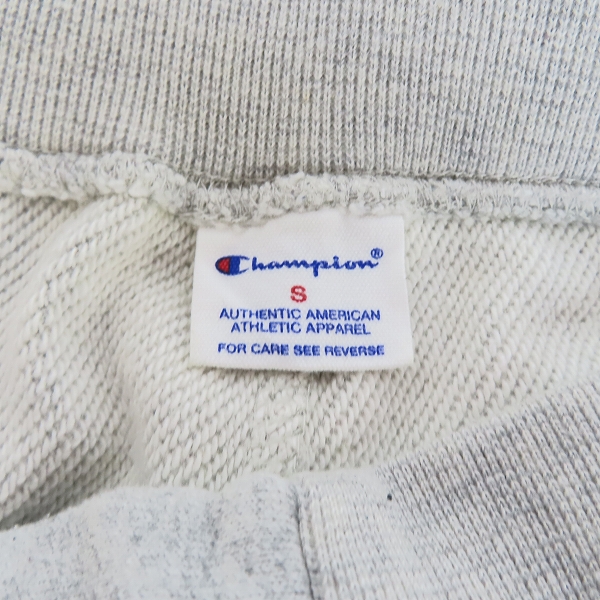 Champion®
S
AUTHENTIC AMERICAN
ATHLETIC APPAREL
FOR CARE SEE REVERSE